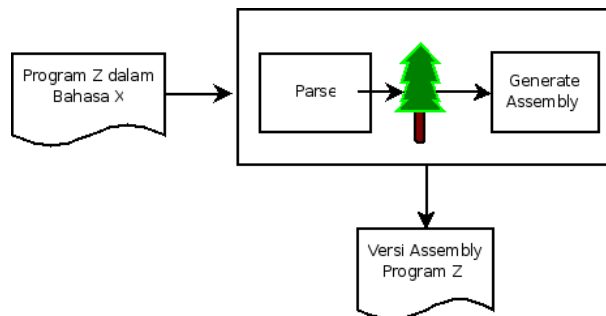 Program Z dalam
Bahasa X
Parse
Generate
Assembly
Versi Assembly
Program Z